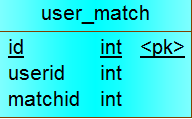 user_match
id int <pk>
userid int
matchid int